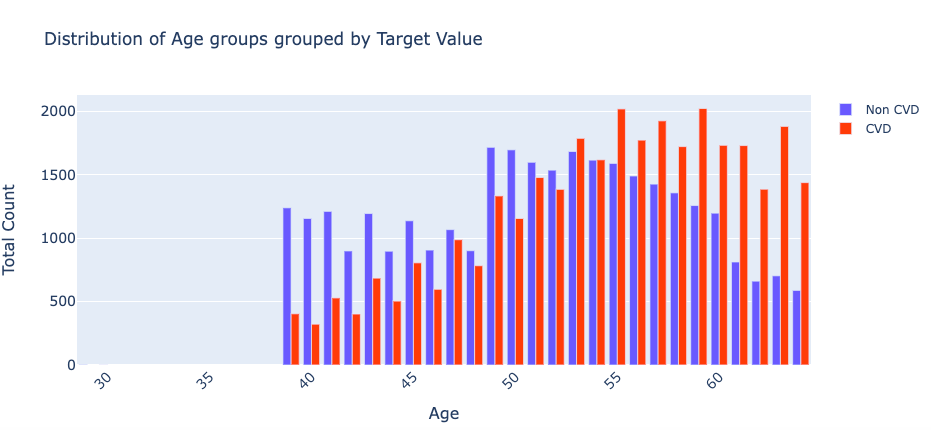 Distribution of Age groups grouped by Target Value
Non CVD
CVD
Total Count
2000
1500
1000
500
0
30
35
40
45
50
55
60
Age